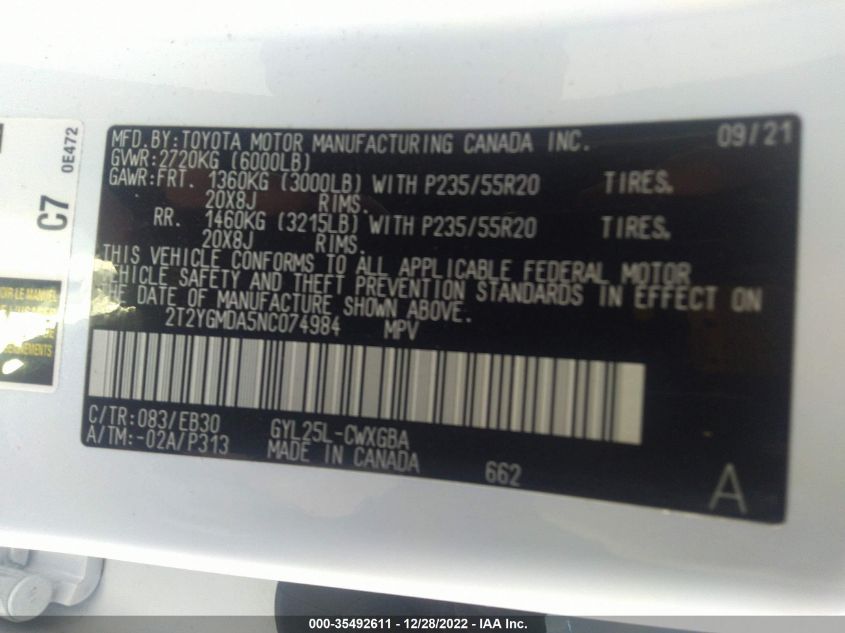 MFD.BY:TOYOTA MOTOR MANUFACTURING CANADA INC. 09/21
GVWR:2720KG (6000LB)
GAWR:FRT. 1360KG (3000LB) WITH P235/55R20 TIRES,
20X8J RIMS.
RR. 1460KG (3215LB) WITH P235/55R20 TIRES,
20X8J RIMS.
THIS VEHICLE CONFORMS TO ALL APPLICABLE FEDERAL MOTOR
VEHICLE SAFETY AND THEFT PREVENTION STANDARDS IN EFFECT ON
THE DATE OF MANUFACTURE SHOWN ABOVE.
2T2YGMDA5NC074984 MPV
C/TR:083/EB30 GYL25L-CWXGBA
A/TM:-02A/P313 MADE IN CANADA 662 A
C7 0E472
OIR LE MANUEL
000-35492611 - 12/28/2022 - IAA Inc.